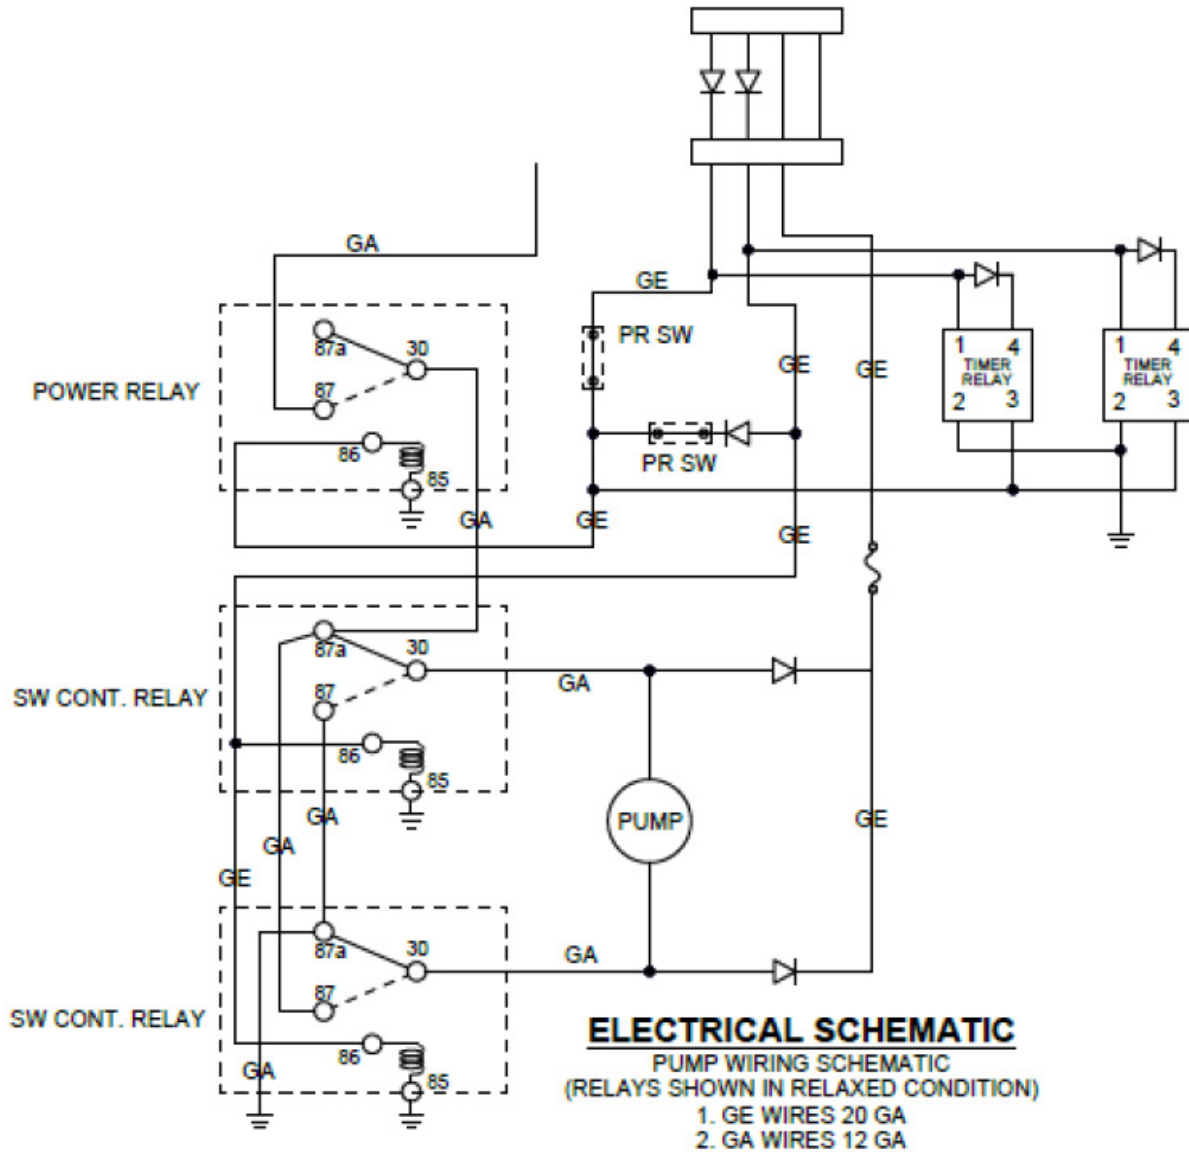 GA
GE
PR SW
87a
30
1 4
TIMER
RELAY
2 3
1 4
TIMER
RELAY
2 3
GE
GE
POWER RELAY
87
86
85
PR SW
GA
GE
GE
87a
30
SW CONT. RELAY
87
GA
86
85
GA
GA
PUMP
GE
GE
87a
30
GA
87
SW CONT. RELAY
86
85
GA
ELECTRICAL SCHEMATIC
PUMP WIRING SCHEMATIC
(RELAYS SHOWN IN RELAXED CONDITION)
1. GE WIRES 20 GA
2. GA WIRES 12 GA